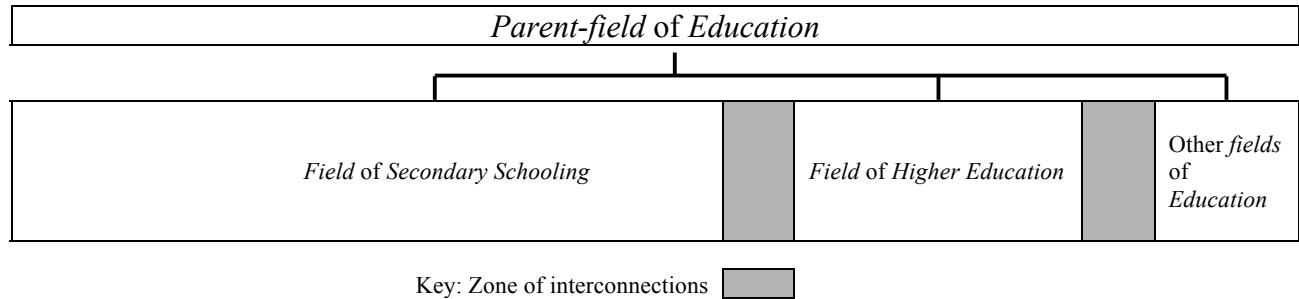 Parent-field of Education
Field of Secondary Schooling
Field of Higher Education
Other fields
of
Education
Key: Zone of interconnections